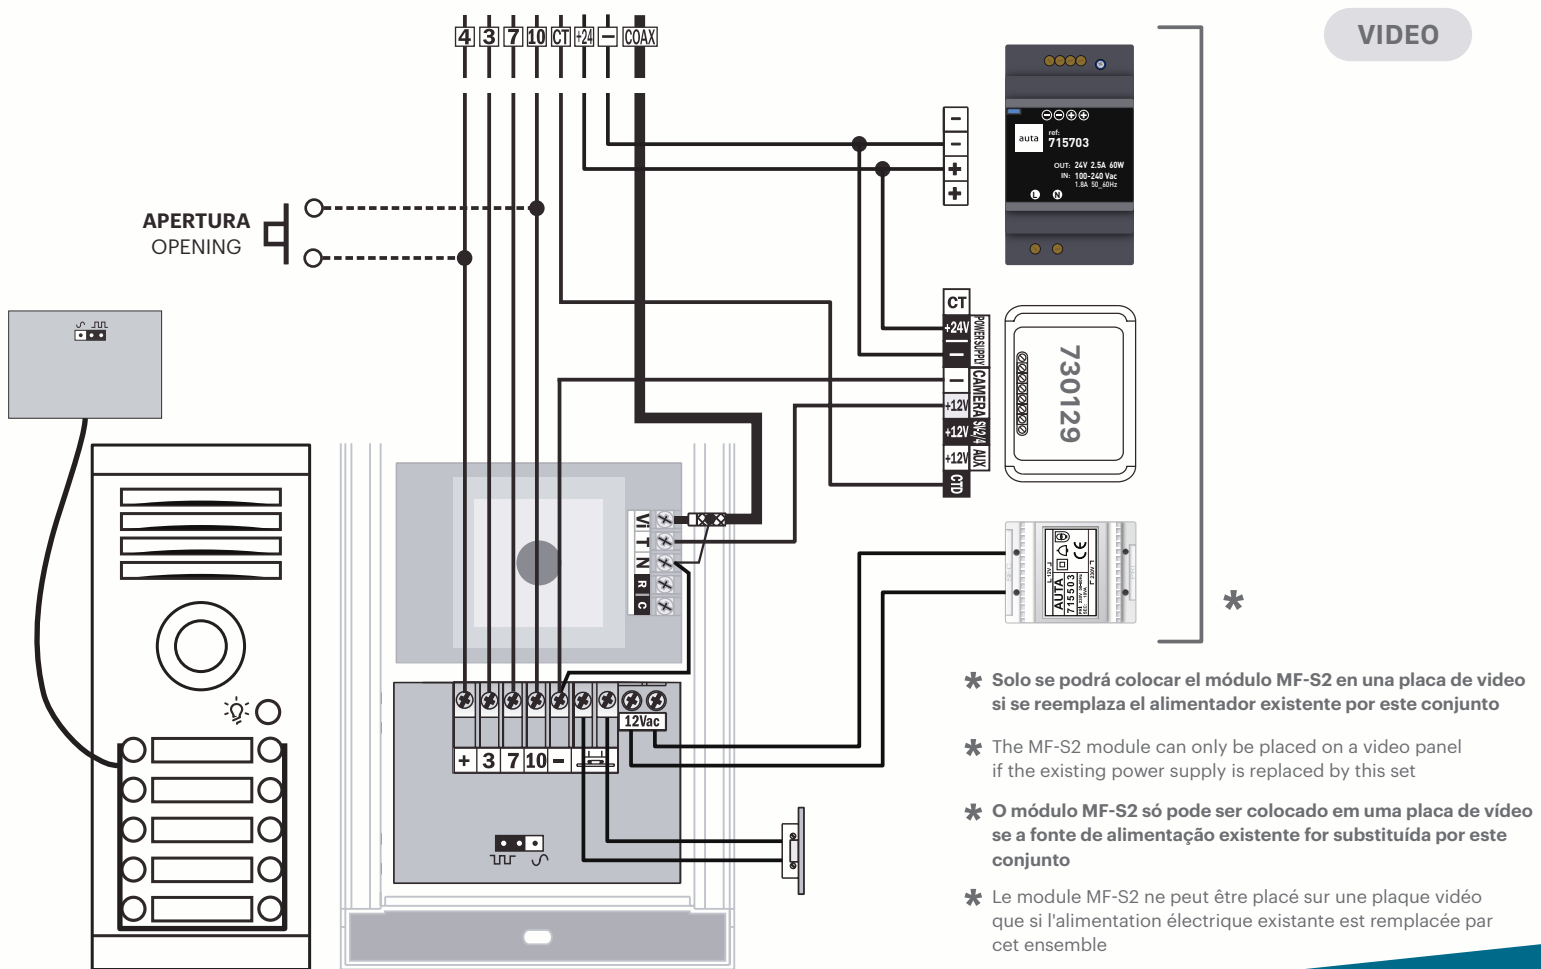 VIDEO
4 3 7 10 CT +24 — COAX
- - + +
auta ref: 715703
OUT: 24V 2.5A 60W
IN: 100-240 Vac
1.8A 50_60Hz
L N
APERTURA
OPENING
CT
+24V POWER SUPPLY
—
— CAMERA
+12V
+12V SV-2/4
+12V AUX
CTD
730129
Vi
T
N
R
C
AUTA
715503
CE
12Vac
+ 3 7 10 -
* Solo se podrá colocar el módulo MF-S2 en una placa de video
si se reemplaza el alimentador existente por este conjunto
* The MF-S2 module can only be placed on a video panel
if the existing power supply is replaced by this set
* O módulo MF-S2 só pode ser colocado em uma placa de vídeo
se a fonte de alimentação existente for substituída por este
conjunto
* Le module MF-S2 ne peut être placé sur une plaque vidéo
que si l'alimentation électrique existante est remplacée par
cet ensemble